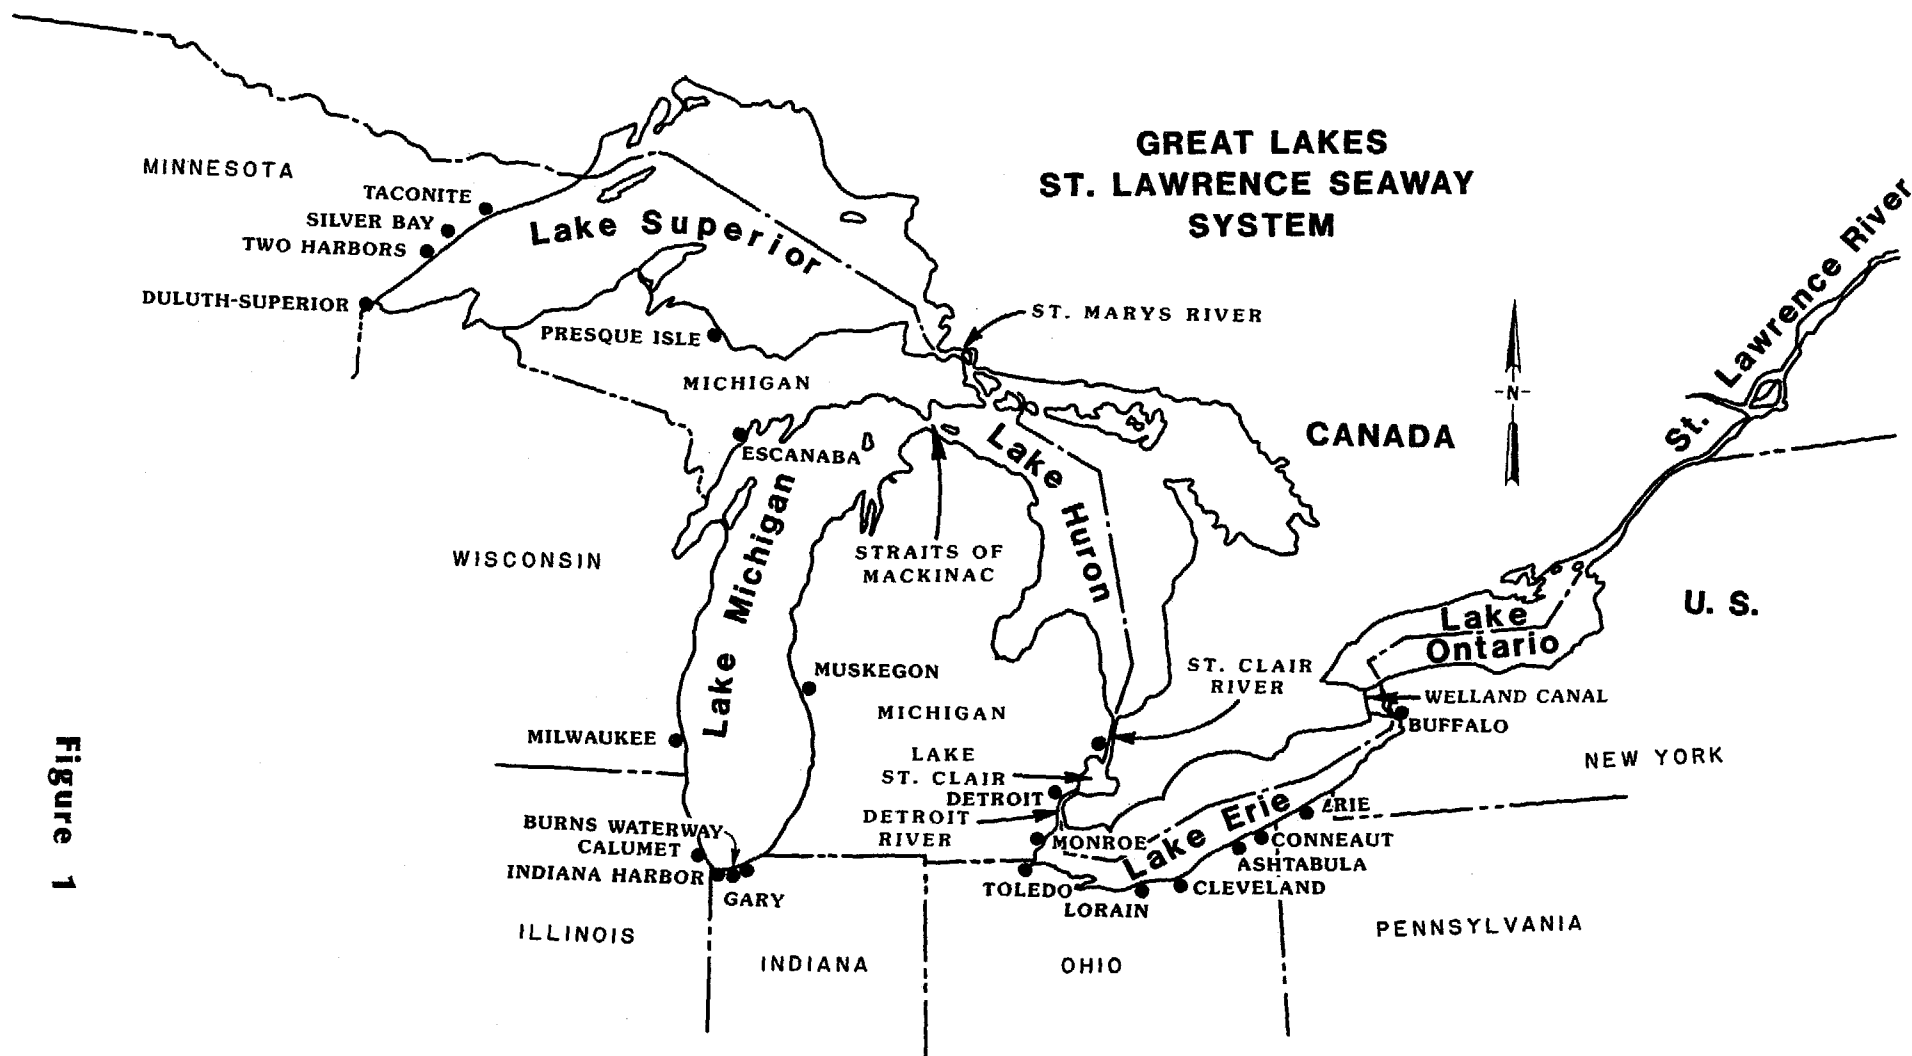 GREAT LAKES
ST. LAWRENCE SEAWAY
SYSTEM
MINNESOTA
TACONITE
SILVER BAY
TWO HARBORS
DULUTH-SUPERIOR
Lake Superior
PRESQUE ISLE
ST. MARYS RIVER
MICHIGAN
St. Lawrence River
N
CANADA
ESCANABA
Lake Huron
Lake Michigan
WISCONSIN
STRAITS OF
MACKINAC
U. S.
Lake
Ontario
MUSKEGON
ST. CLAIR
RIVER
WELLAND CANAL
BUFFALO
MICHIGAN
MILWAUKEE
LAKE
ST. CLAIR
DETROIT
DETROIT
RIVER
NEW YORK
Lake Erie
ERIE
BURNS WATERWAY
CALUMET
INDIANA HARBOR
GARY
MONROE
CONNEAUT
ASHTABULA
TOLEDO
CLEVELAND
LORAIN
ILLINOIS
INDIANA
OHIO
PENNSYLVANIA
Figure 1